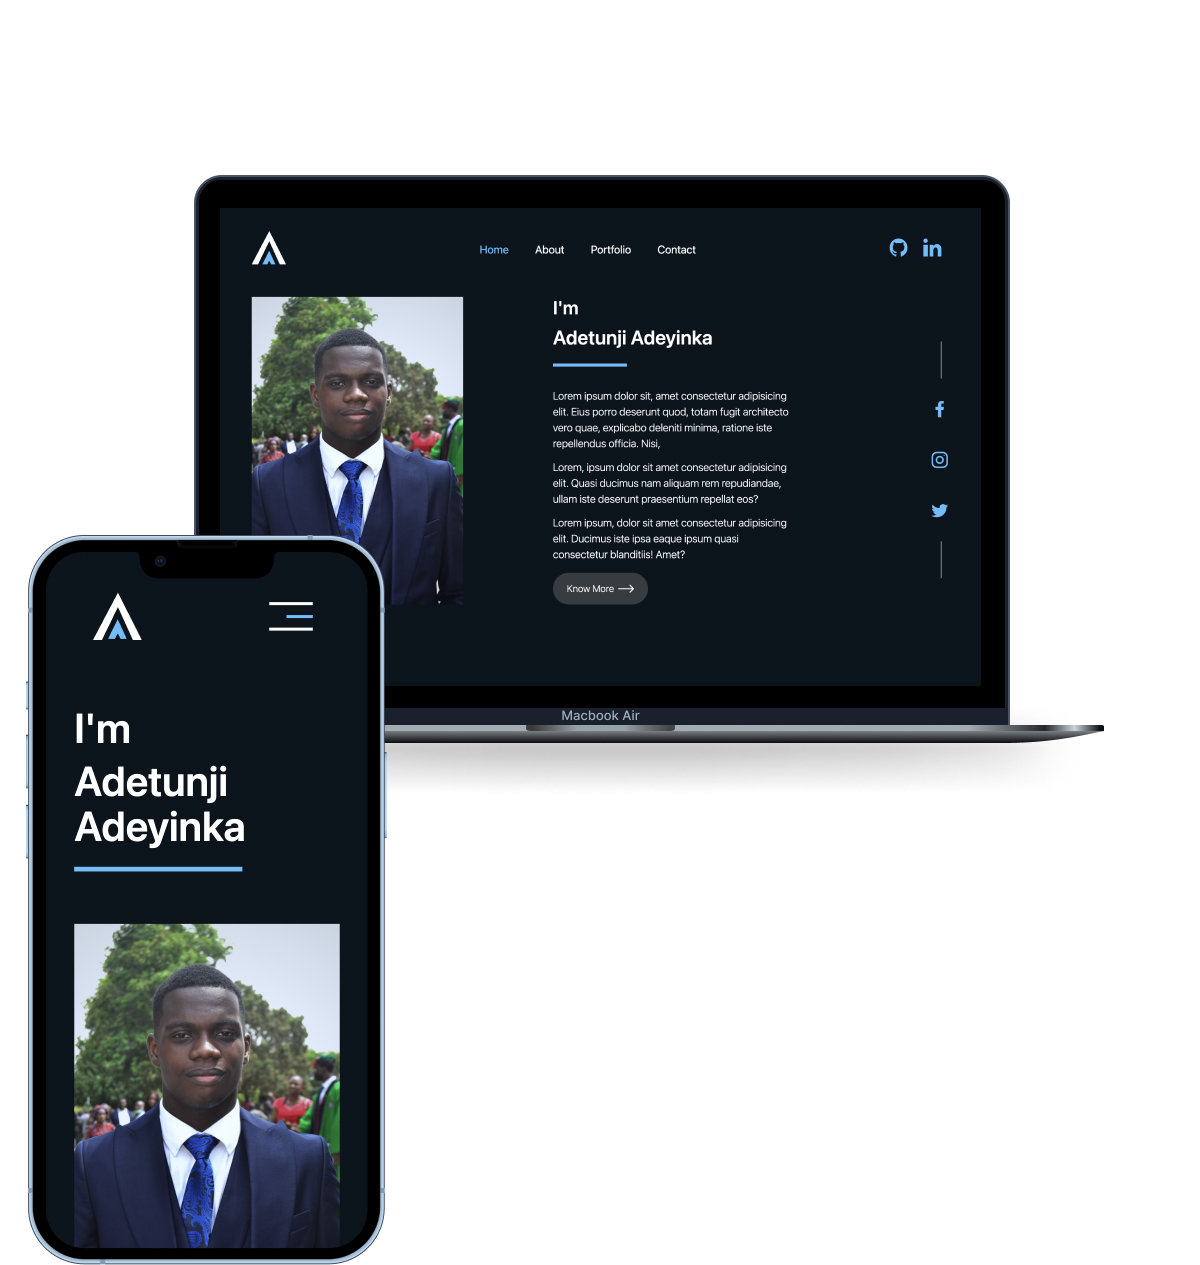 Home About Portfolio Contact
I'm
Adetunji Adeyinka
Lorem ipsum dolor sit, amet consectetur adipisicing
elit. Eius porro deserunt quod, totam fugit architecto
vero quae, explicabo deleniti minima, ratione iste
repellendus officia. Nisi,
Lorem, ipsum dolor sit amet consectetur adipisicing
elit. Quasi ducimus nam aliquam rem repudiandae,
ullam iste deserunt praesentium repellat eos?
Lorem ipsum, dolor sit amet consectetur adipisicing
elit. Ducimus iste ipsa eaque ipsum quasi
consectetur blanditiis! Amet?
Know More
Macbook Air
I'm
Adetunji
Adeyinka